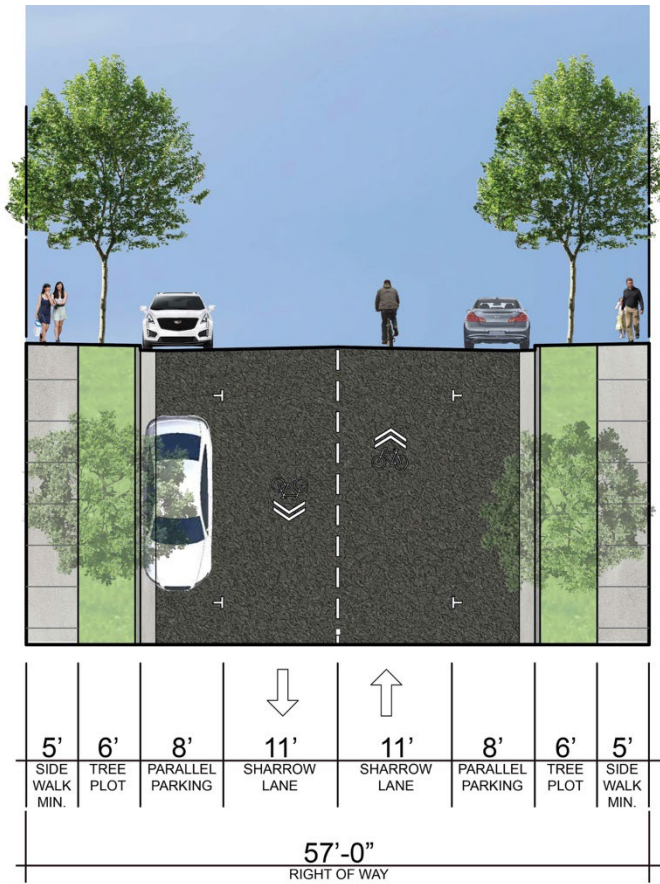 5' 6' 8' 11' 11' 8' 6' 5'
SIDE WALK MIN. TREE PLOT PARALLEL PARKING SHARROW LANE SHARROW LANE PARALLEL PARKING TREE PLOT SIDE WALK MIN.
57'-0"
RIGHT OF WAY